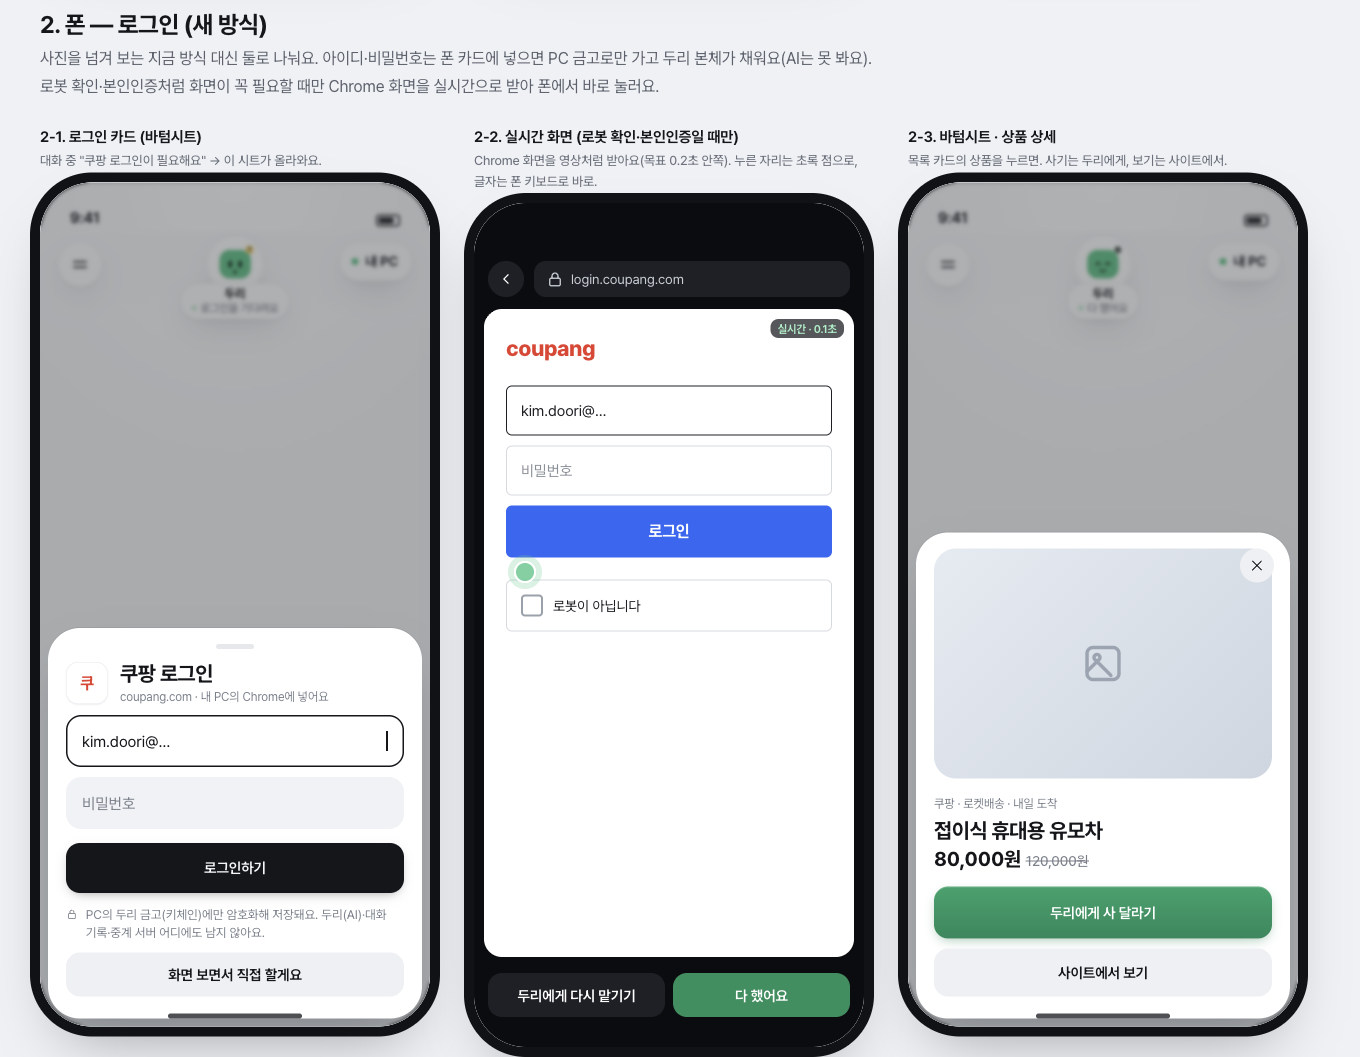 2. 폰 — 로그인 (새 방식)
사진을 넘겨 보는 지금 방식 대신 둘로 나눠요. 아이디·비밀번호는 폰 카드에 넣으면 PC 금고로만 가고 두리 본체가 채워요(AI는 못 봐요).
로봇 확인·본인인증처럼 화면이 꼭 필요할 때만 Chrome 화면을 실시간으로 받아 폰에서 바로 눌러요.
2-1. 로그인 카드 (바텀시트)
대화 중 "쿠팡 로그인이 필요해요" → 이 시트가 올라와요.
9:41
내 PC
두리
쿠
쿠팡 로그인
coupang.com · 내 PC의 Chrome에 넣어요
kim.doori@...
비밀번호
로그인하기
PC의 두리 금고(키체인)에만 암호화해 저장돼요. 두리(AI)·대화
기록·중계 서버 어디에도 남지 않아요.
화면 보면서 직접 할게요
2-2. 실시간 화면 (로봇 확인·본인인증일 때만)
Chrome 화면을 영상처럼 받아요(목표 0.2초 안쪽). 누른 자리는 초록 점으로,
글자는 폰 키보드로 바로.
login.coupang.com
실시간 · 0.1초
coupang
kim.doori@...
비밀번호
로그인
로봇이 아닙니다
두리에게 다시 맡기기
다 했어요
2-3. 바텀시트 · 상품 상세
목록 카드의 상품을 누르면. 사기는 두리에게, 보기는 사이트에서.
9:41
내 PC
두리
쿠팡 · 로켓배송 · 내일 도착
접이식 휴대용 유모차
80,000원 120,000원
두리에게 사 달라기
사이트에서 보기